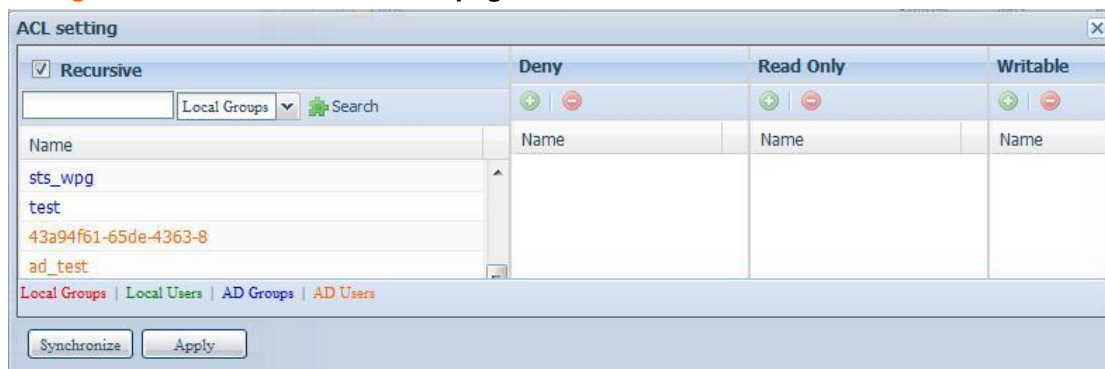 ACL setting
Recursive
Deny
Read Only
Writable
Local Groups
Search
Name
Name
Name
Name
sts_wpg
test
43a94f61-65de-4363-8
ad_test
Local Groups | Local Users | AD Groups | AD Users
Synchronize
Apply